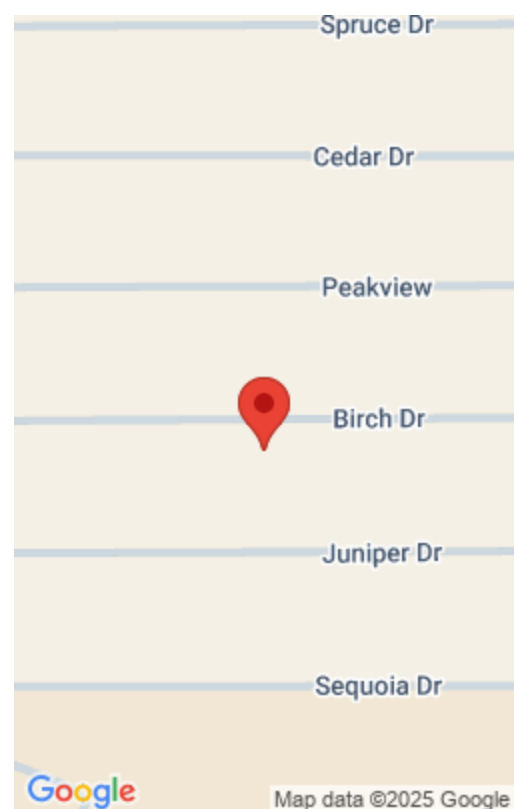 Spruce Dr
Cedar Dr
Peakview
Birch Dr
Juniper Dr
Sequoia Dr
Google
Map data ©2025 Google